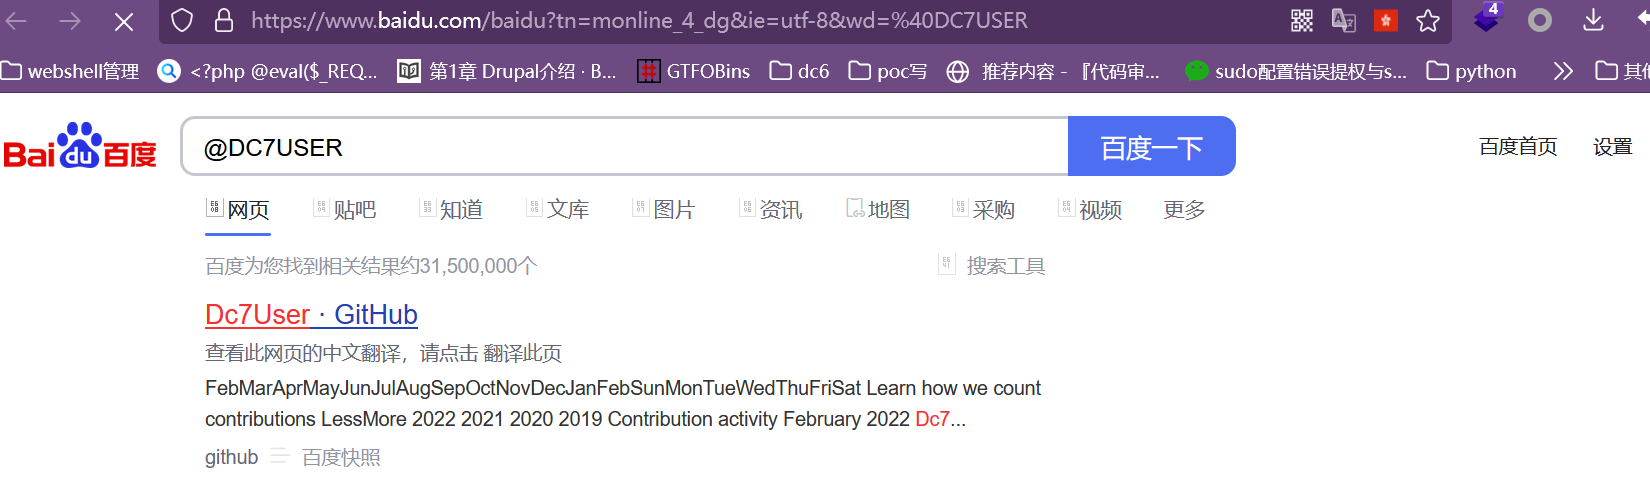 https://www.baidu.com/baidu?tn=monline_4_dg&ie=utf-8&wd=%40DC7USER
4
webshell管理 <?php @eval($_REQ... 第1章 Drupal介绍 · B... GTFOBins dc6 poc写 推荐内容 - 『代码审... sudo配置错误提权与s... python
Bai du 百度 @DC7USER 百度一下 百度首页 设置
网页 贴吧 知道 文库 图片 资讯 地图 采购 视频 更多
百度为您找到相关结果约31,500,000个 搜索工具
Dc7User · GitHub
查看此网页的中文翻译，请点击 翻译此页
FebMarAprMayJunJulAugSepOctNovDecJanFebSunMonTueWedThuFriSat Learn how we count
contributions LessMore 2022 2021 2020 2019 Contribution activity February 2022 Dc7...
github 百度快照